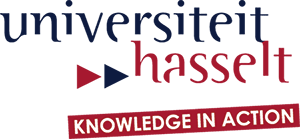 universiteit
hasselt
KNOWLEDGE IN ACTION